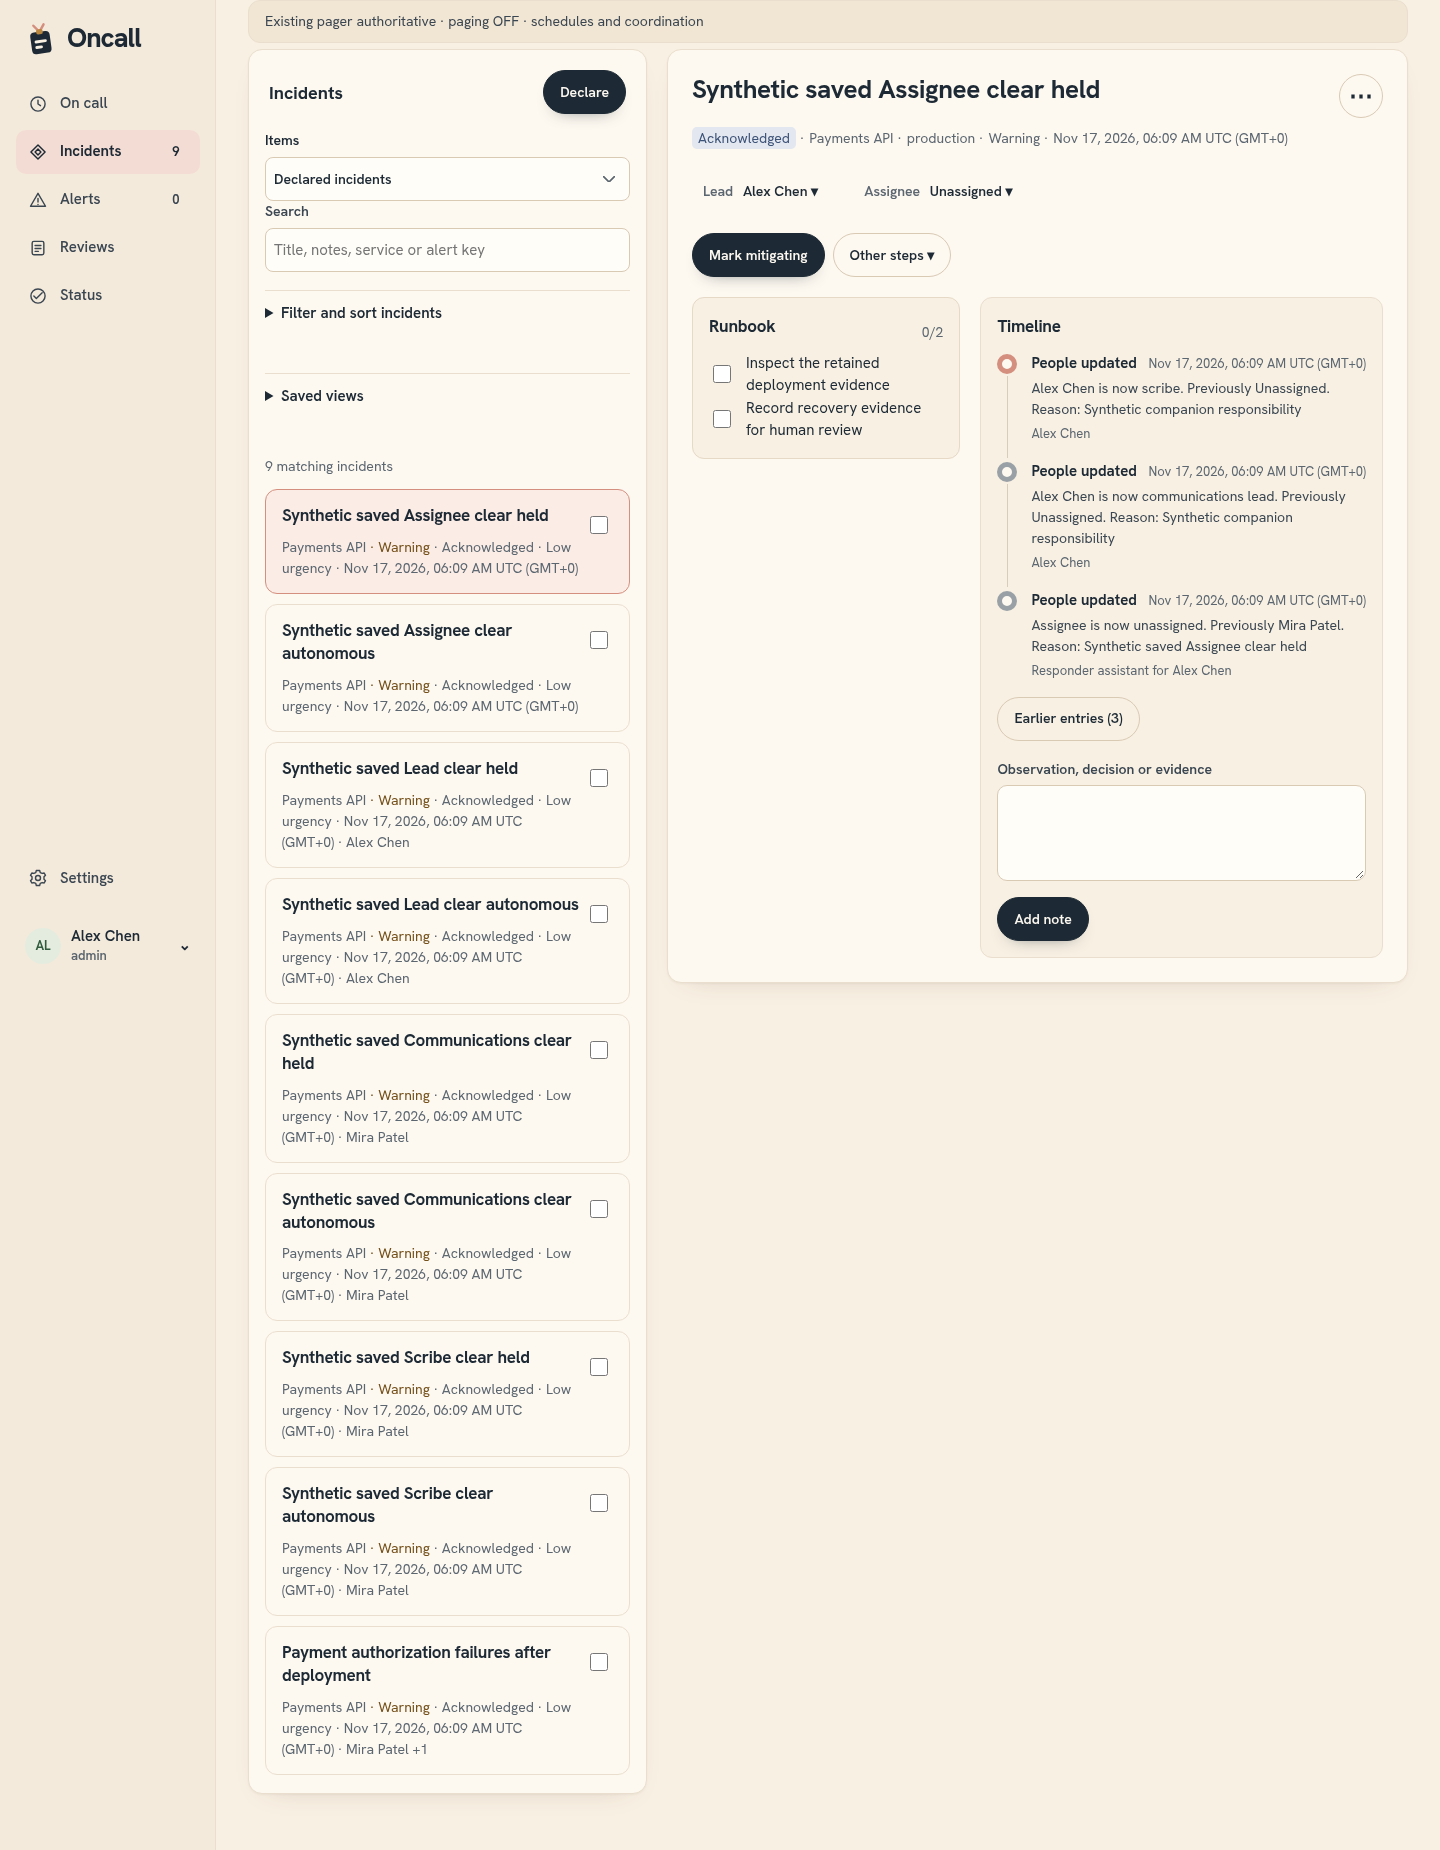 Oncall
On call
Incidents 9
Alerts 0
Reviews
Status
Settings
AL
Alex Chen
admin
Existing pager authoritative · paging OFF · schedules and coordination
Incidents
Declare
Items
Declared incidents
Search
Title, notes, service or alert key
Filter and sort incidents
Saved views
9 matching incidents
Synthetic saved Assignee clear held
Payments API · Warning · Acknowledged · Low
urgency · Nov 17, 2026, 06:09 AM UTC (GMT+0)
Synthetic saved Assignee clear
autonomous
Payments API · Warning · Acknowledged · Low
urgency · Nov 17, 2026, 06:09 AM UTC (GMT+0)
Synthetic saved Lead clear held
Payments API · Warning · Acknowledged · Low
urgency · Nov 17, 2026, 06:09 AM UTC
(GMT+0) · Alex Chen
Synthetic saved Lead clear autonomous
Payments API · Warning · Acknowledged · Low
urgency · Nov 17, 2026, 06:09 AM UTC
(GMT+0) · Alex Chen
Synthetic saved Communications clear
held
Payments API · Warning · Acknowledged · Low
urgency · Nov 17, 2026, 06:09 AM UTC
(GMT+0) · Mira Patel
Synthetic saved Communications clear
autonomous
Payments API · Warning · Acknowledged · Low
urgency · Nov 17, 2026, 06:09 AM UTC
(GMT+0) · Mira Patel
Synthetic saved Scribe clear held
Payments API · Warning · Acknowledged · Low
urgency · Nov 17, 2026, 06:09 AM UTC
(GMT+0) · Mira Patel
Synthetic saved Scribe clear
autonomous
Payments API · Warning · Acknowledged · Low
urgency · Nov 17, 2026, 06:09 AM UTC
(GMT+0) · Mira Patel
Payment authorization failures after
deployment
Payments API · Warning · Acknowledged · Low
urgency · Nov 17, 2026, 06:09 AM UTC
(GMT+0) · Mira Patel +1
Synthetic saved Assignee clear held
Acknowledged · Payments API · production · Warning · Nov 17, 2026, 06:09 AM UTC (GMT+0)
Lead Alex Chen ▾ Assignee Unassigned ▾
Mark mitigating
Other steps ▾
Runbook 0/2
Inspect the retained
deployment evidence
Record recovery evidence
for human review
Timeline
People updated Nov 17, 2026, 06:09 AM UTC (GMT+0)
Alex Chen is now scribe. Previously Unassigned.
Reason: Synthetic companion responsibility
Alex Chen
People updated Nov 17, 2026, 06:09 AM UTC (GMT+0)
Alex Chen is now communications lead. Previously
Unassigned. Reason: Synthetic companion
responsibility
Alex Chen
People updated Nov 17, 2026, 06:09 AM UTC (GMT+0)
Assignee is now unassigned. Previously Mira Patel.
Reason: Synthetic saved Assignee clear held
Responder assistant for Alex Chen
Earlier entries (3)
Observation, decision or evidence
Add note